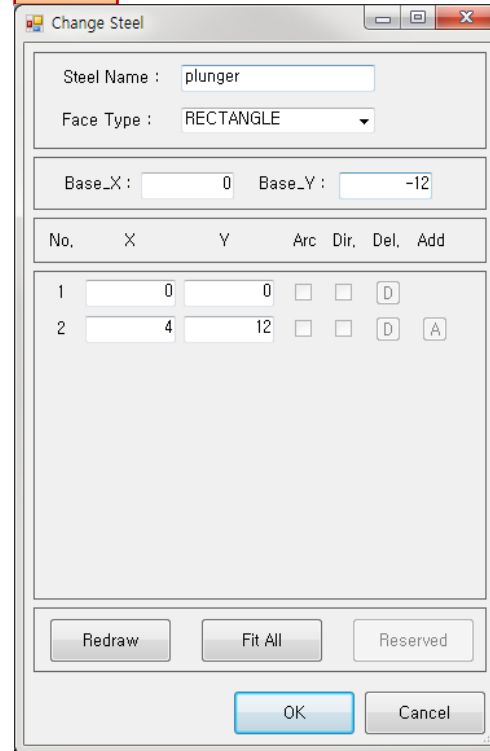 Change Steel
Steel Name : plunger
Face Type : RECTANGLE
Base_X : 0 Base_Y : -12
No, X Y Arc Dir, Del, Add
1 0 0 D
2 4 12 D A
Redraw Fit All Reserved
OK Cancel